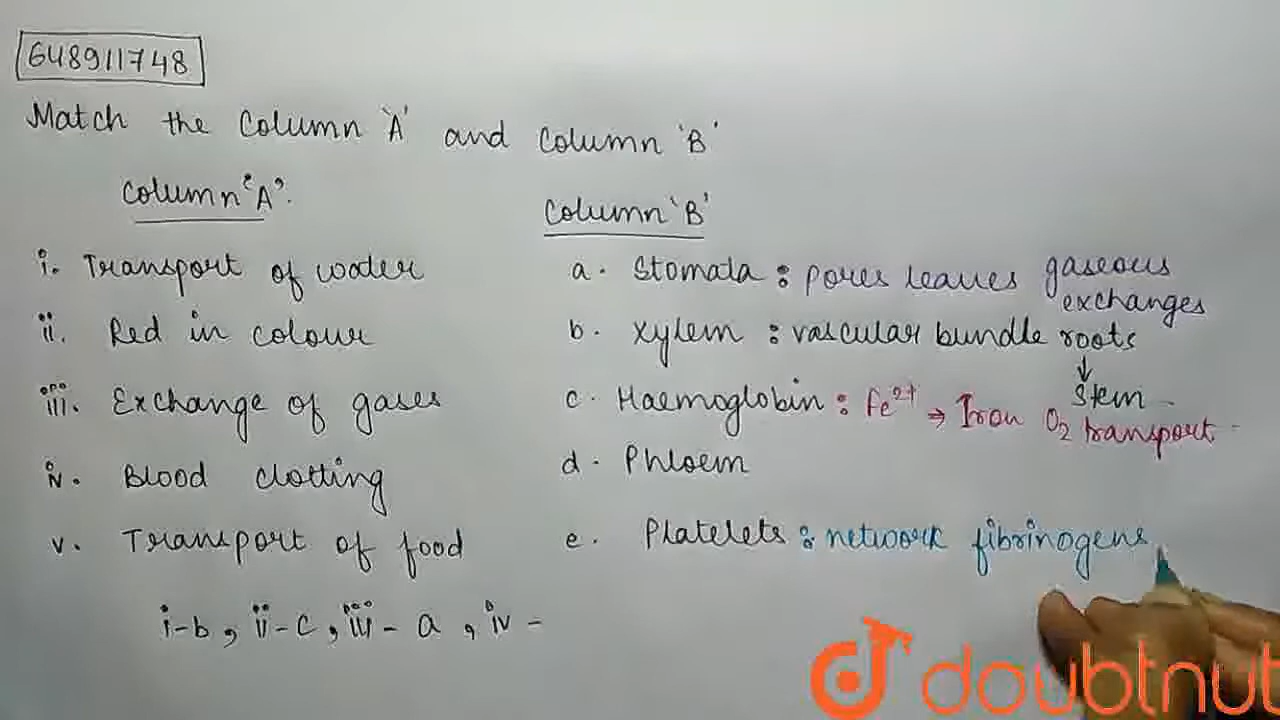 648911748
Match the Column 'A' and Column 'B'
Column 'A'.
Column 'B'
i. Transport of water
a. Stomata : pores leaves gaseous exchanges
ii. Red in colour
b. Xylem : vascular bundle roots
↓
Stem
iii. Exchange of gases
c. Haemoglobin : Fe2+ → Iron O2 transport
iv. Blood clotting
d. Phloem
v. Transport of food
e. Platelets : network fibrinogens
i-b, ii-c, iii-a, iv-
doubtnut